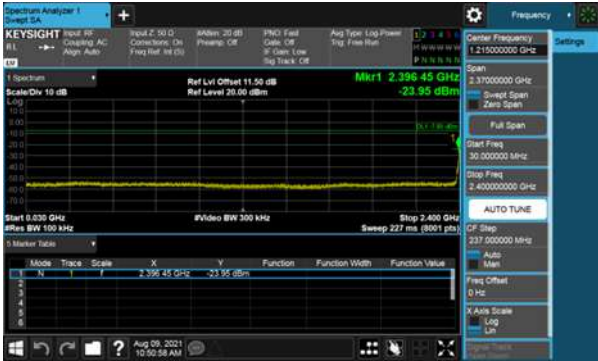 Spectrum Analyzer 1
Swept SA
+
Frequency
KEYSIGHT
Input: RF
Input Z: 50 Ω
#Atten: 20 dB
PNO: Fast
Avg Type: Log-Power
1 2 3 4 5 6
R L
Coupling: AC
Corrections: On
Preamp: Off
Gate: Off
Trig: Free Run
Align: Auto
Freq Ref: Int (S)
IF Gain: Low
Sig Track: Off
P N N N N N
Center Frequency
1.215000000 GHz
Settings
1 Spectrum
Scale/Div 10 dB
Log
Ref Lvl Offset 11.50 dB
Ref Level 20.00 dBm
Mkr1 2.396 45 GHz
-23.95 dBm
Span
2.37000000 GHz
Swept Span
Zero Span
Full Span
Start Freq
30.000000 MHz
Stop Freq
2.400000000 GHz
AUTO TUNE
CF Step
237.000000 MHz
Auto
Man
Freq Offset
0 Hz
X Axis Scale
Log
Lin
10.0
0.00
-10.0
-20.0
-30.0
-40.0
-50.0
-60.0
-70.0
1
Start 0.030 GHz
#Res BW 100 kHz
#Video BW 300 kHz
Stop 2.400 GHz
Sweep 227 ms (8001 pts)
5 Marker Table
Mode Trace Scale X Y Function Function Width Function Value
1 N 1 f 2.396 45 GHz -23.95 dBm
2
3
4
5
6
?
Aug 09, 2021
10:50:58 AM